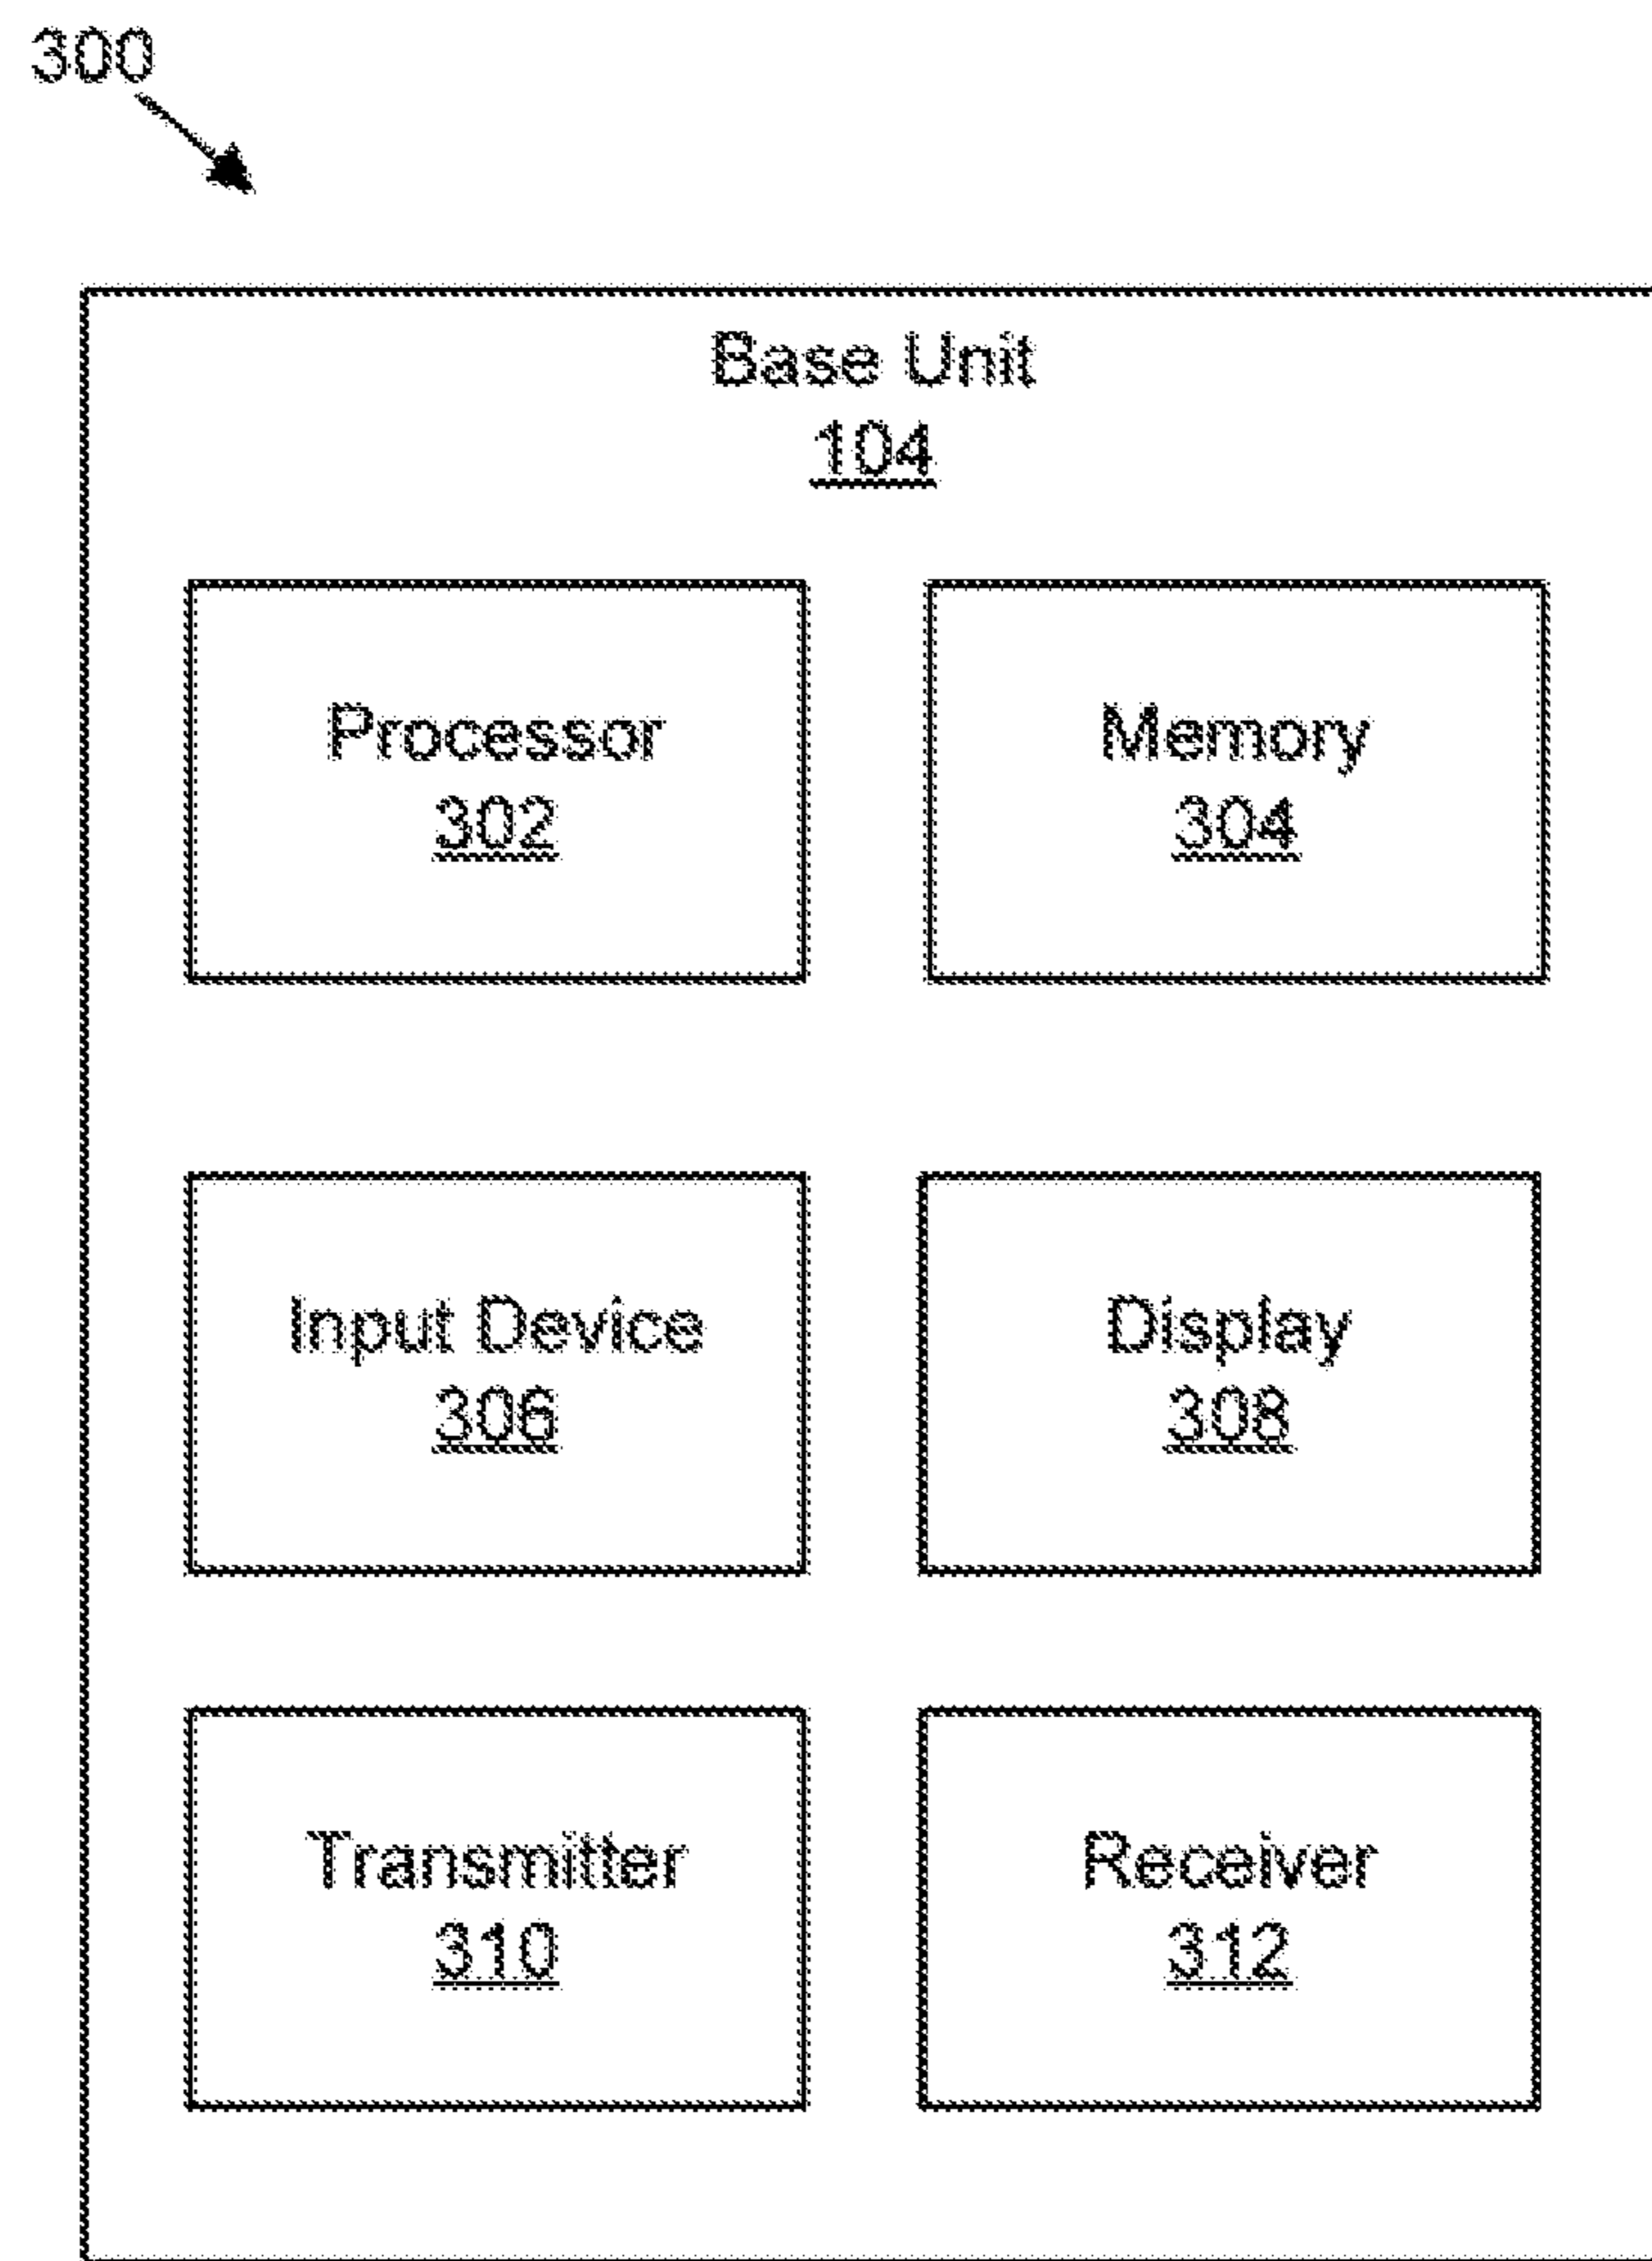 300
Base Unit
104
Processor
302
Memory
304
Input Device
306
Display
308
Transmitter
310
Receiver
312